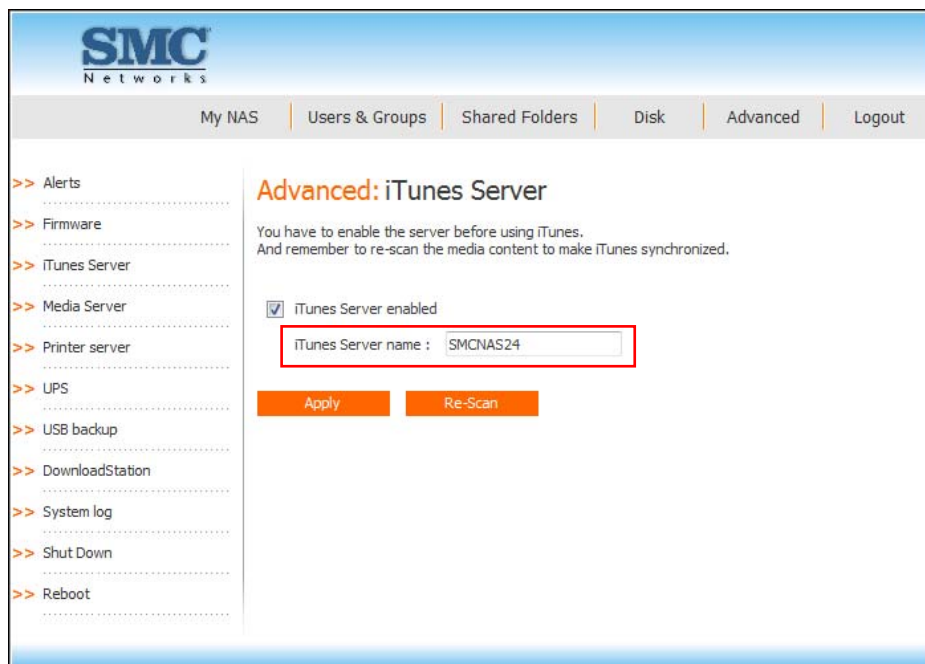 SMC
Networks
My NAS Users & Groups Shared Folders Disk Advanced Logout
>> Alerts
>> Firmware
>> iTunes Server
>> Media Server
>> Printer server
>> UPS
>> USB backup
>> DownloadStation
>> System log
>> Shut Down
>> Reboot
Advanced: iTunes Server
You have to enable the server before using iTunes.
And remember to re-scan the media content to make iTunes synchronized.
iTunes Server enabled
iTunes Server name : SMCNAS24
Apply Re-Scan